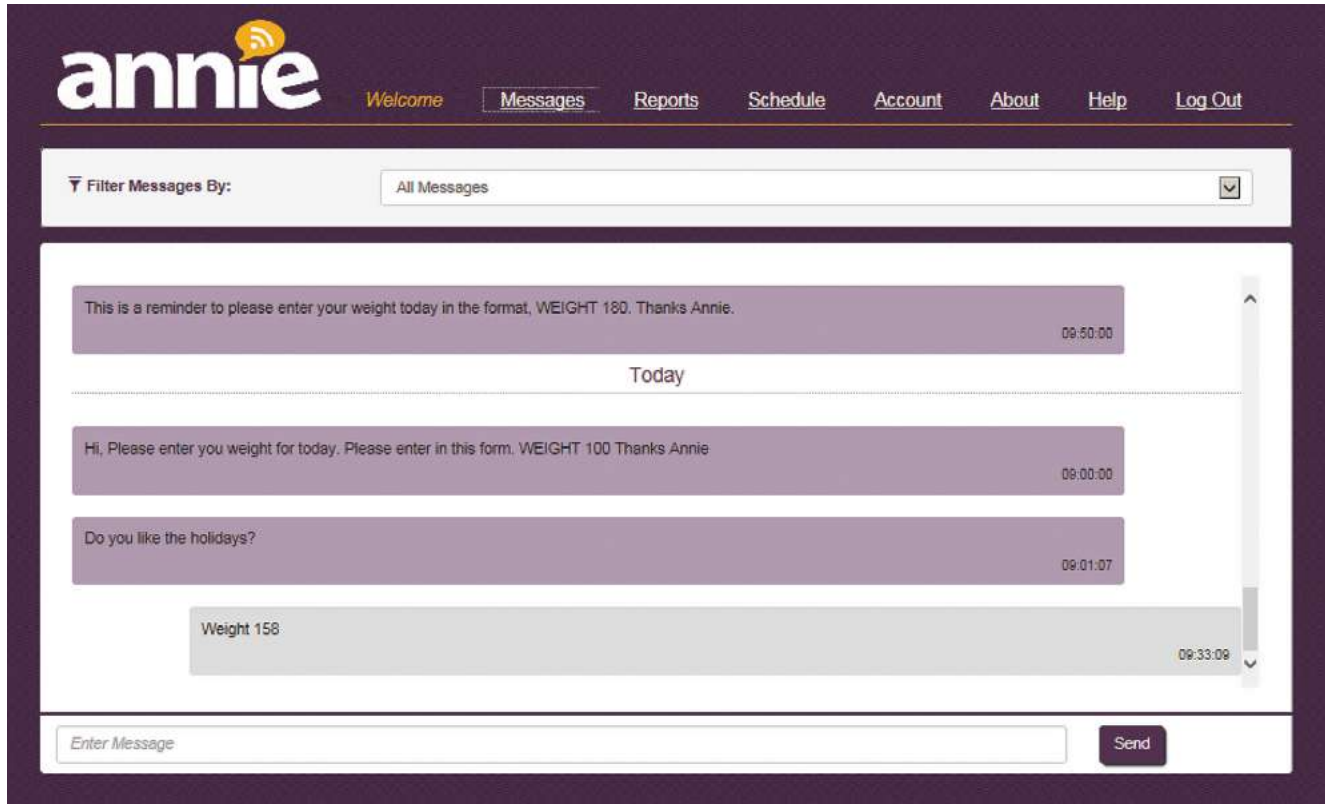 annie
Welcome Messages Reports Schedule Account About Help Log Out
Filter Messages By: All Messages
This is a reminder to please enter your weight today in the format, WEIGHT 180. Thanks Annie.
09:50:00
Today
Hi, Please enter you weight for today. Please enter in this form. WEIGHT 100 Thanks Annie
09:00:00
Do you like the holidays?
09:01:07
Weight 158
09:33:09
Enter Message Send